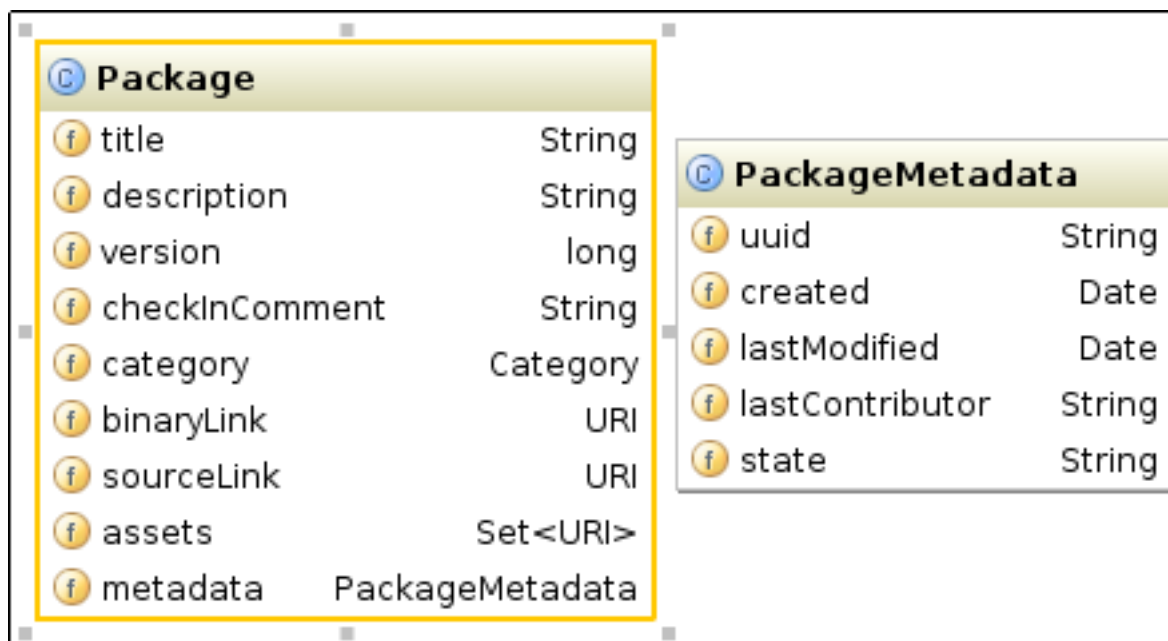 C Package
f title String
f description String
f version long
f checkInComment String
f category Category
f binaryLink URI
f sourceLink URI
f assets Set<URI>
f metadata PackageMetadata
C PackageMetadata
f uuid String
f created Date
f lastModified Date
f lastContributor String
f state String